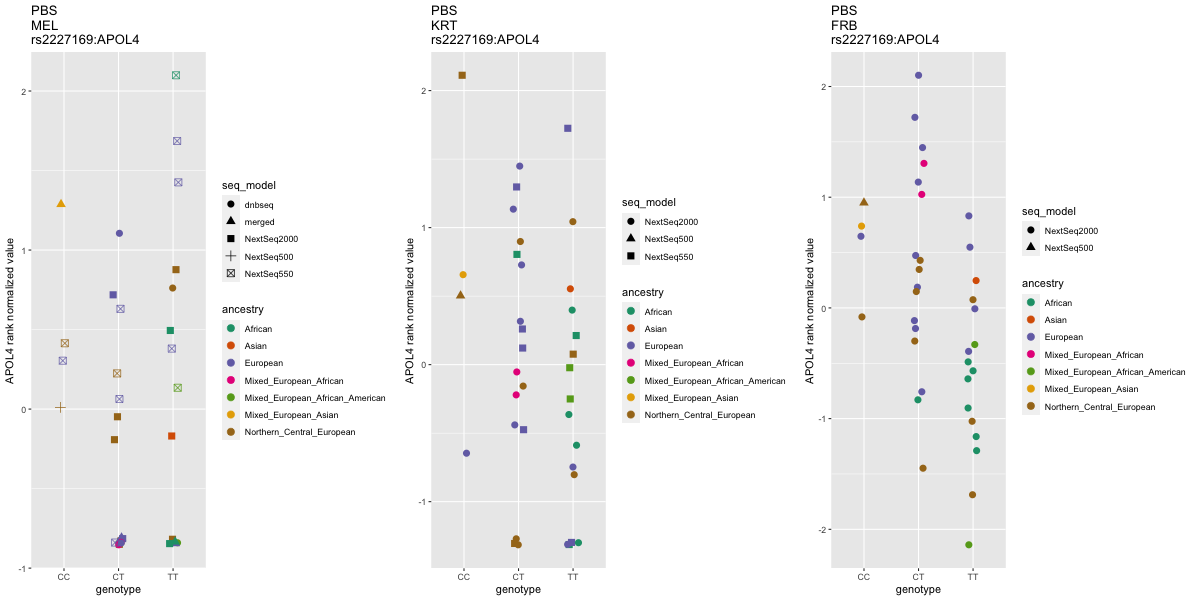 PBS
MEL
rs2227169:APOL4
APOL4 rank normalized value
2
1
0
-1
CC
CT
TT
genotype
seq_model
dnbseq
merged
NextSeq2000
NextSeq500
NextSeq550
ancestry
African
Asian
European
Mixed_European_African
Mixed_European_African_American
Mixed_European_Asian
Northern_Central_European
PBS
KRT
rs2227169:APOL4
APOL4 rank normalized value
2
1
0
-1
CC
CT
TT
genotype
seq_model
NextSeq2000
NextSeq500
NextSeq550
ancestry
African
Asian
European
Mixed_European_African
Mixed_European_African_American
Mixed_European_Asian
Northern_Central_European
PBS
FRB
rs2227169:APOL4
APOL4 rank normalized value
2
1
0
-1
-2
CC
CT
TT
genotype
seq_model
NextSeq2000
NextSeq500
ancestry
African
Asian
European
Mixed_European_African
Mixed_European_African_American
Mixed_European_Asian
Northern_Central_European